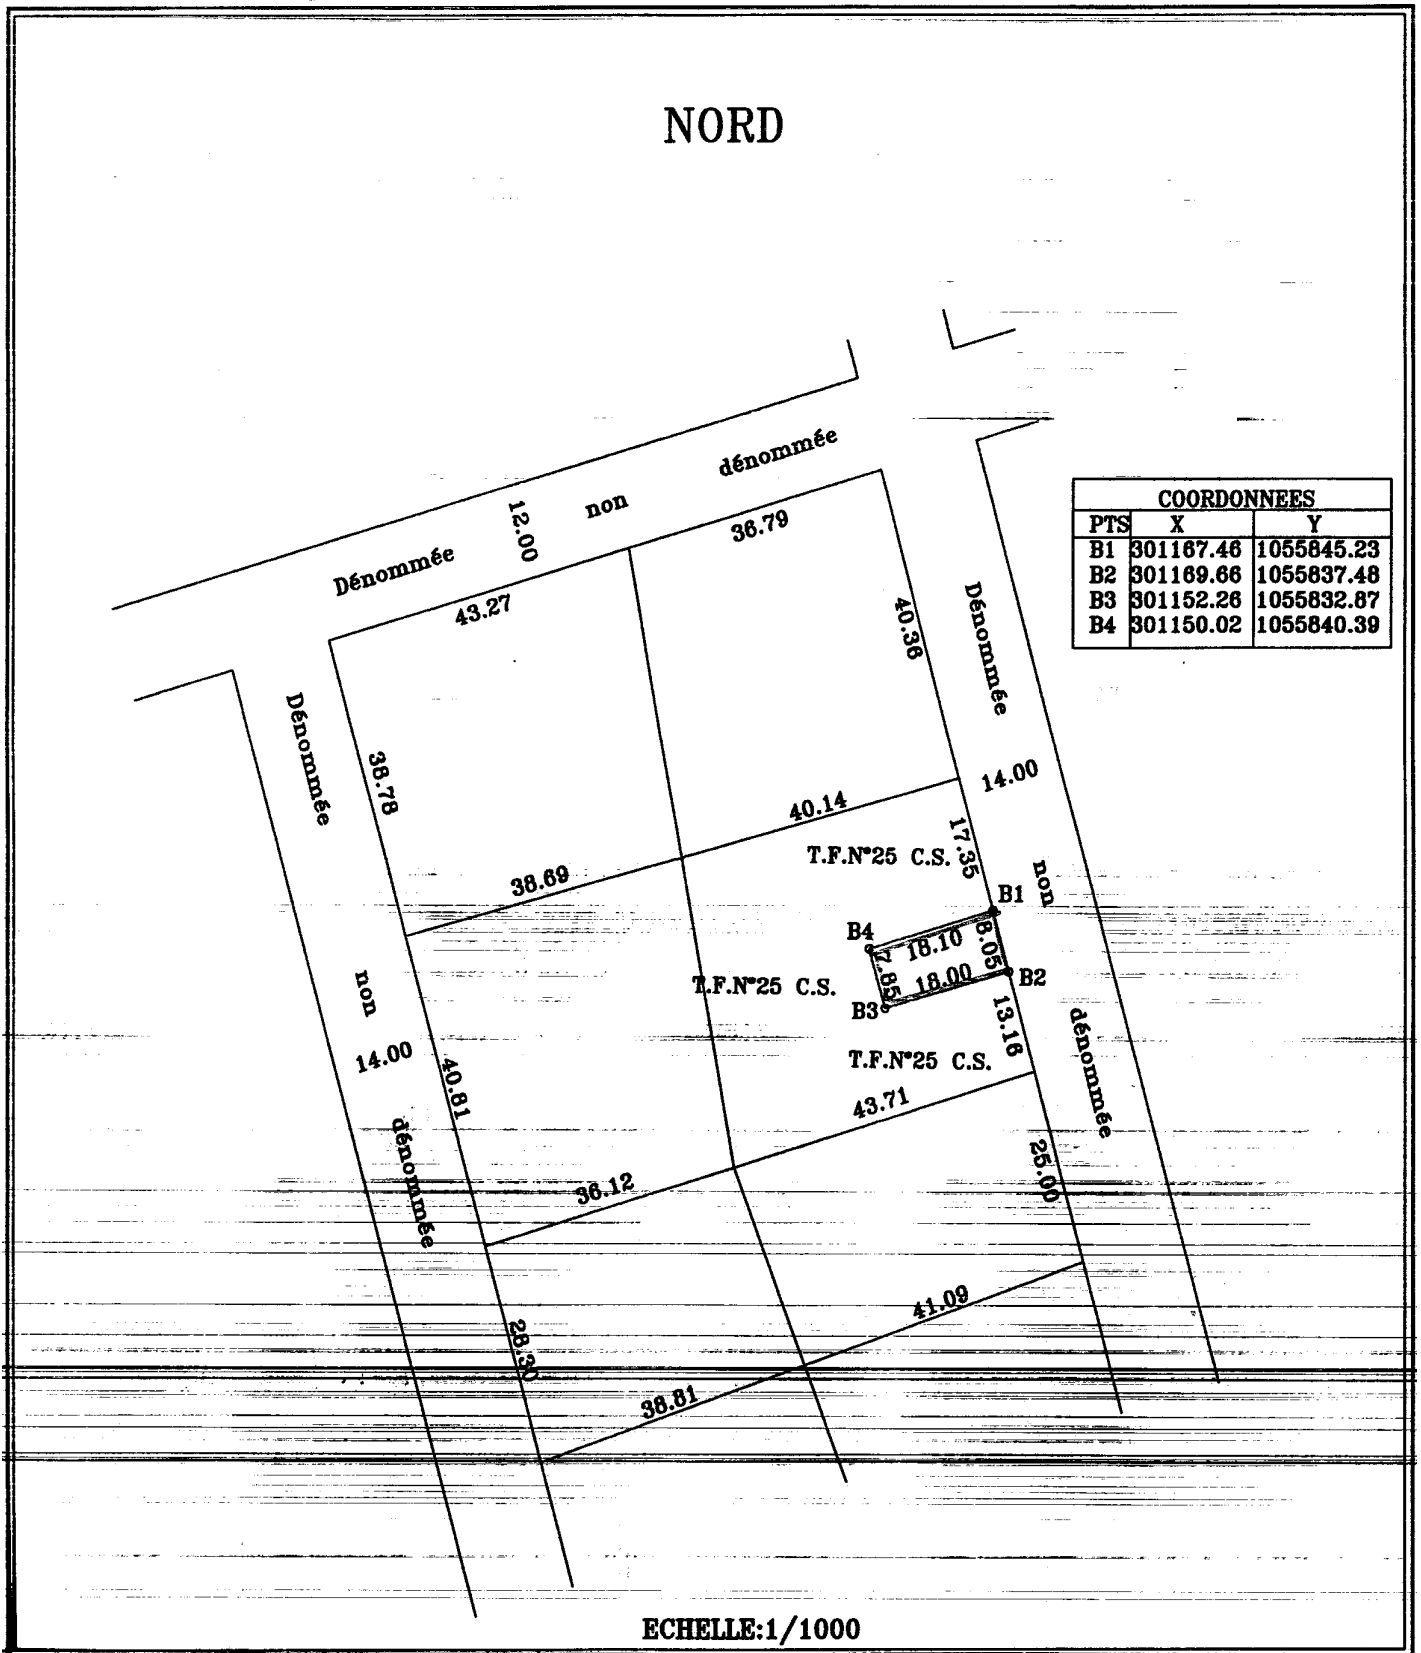 NORD
dénommée
non
12.00
Dénommée
36.79
43.27
COORDONNEES
PTS X Y
B1 301167.46 1055845.23
B2 301169.66 1055837.48
B3 301152.26 1055832.87
B4 301150.02 1055840.39
40.36
Dénommée
Dénommée
38.78
14.00
40.14
17.35
T.F.N°25 C.S.
38.69
non
B1
B4
18.10
8.05
7.85
18.00
B2
T.F.N°25 C.S.
B3
non
13.16
dénommée
14.00
40.81
T.F.N°25 C.S.
43.71
dénommée
25.00
36.12
41.09
28.30
38.81
ECHELLE:1/1000